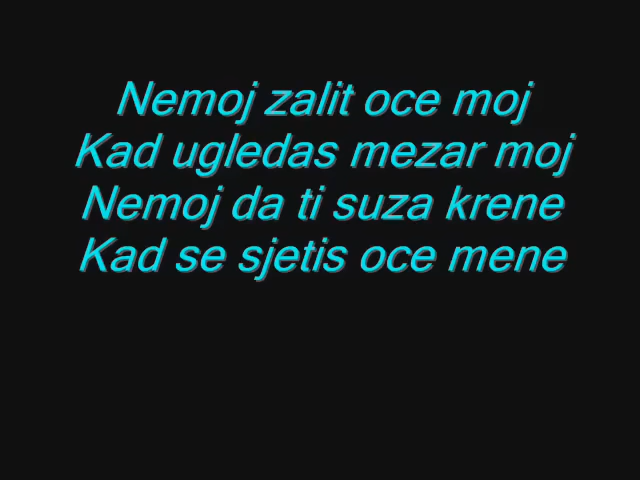 Nemoj zalit oce moj
Kad ugledas mezar moj
Nemoj da ti suza krene
Kad se sjetis oce mene